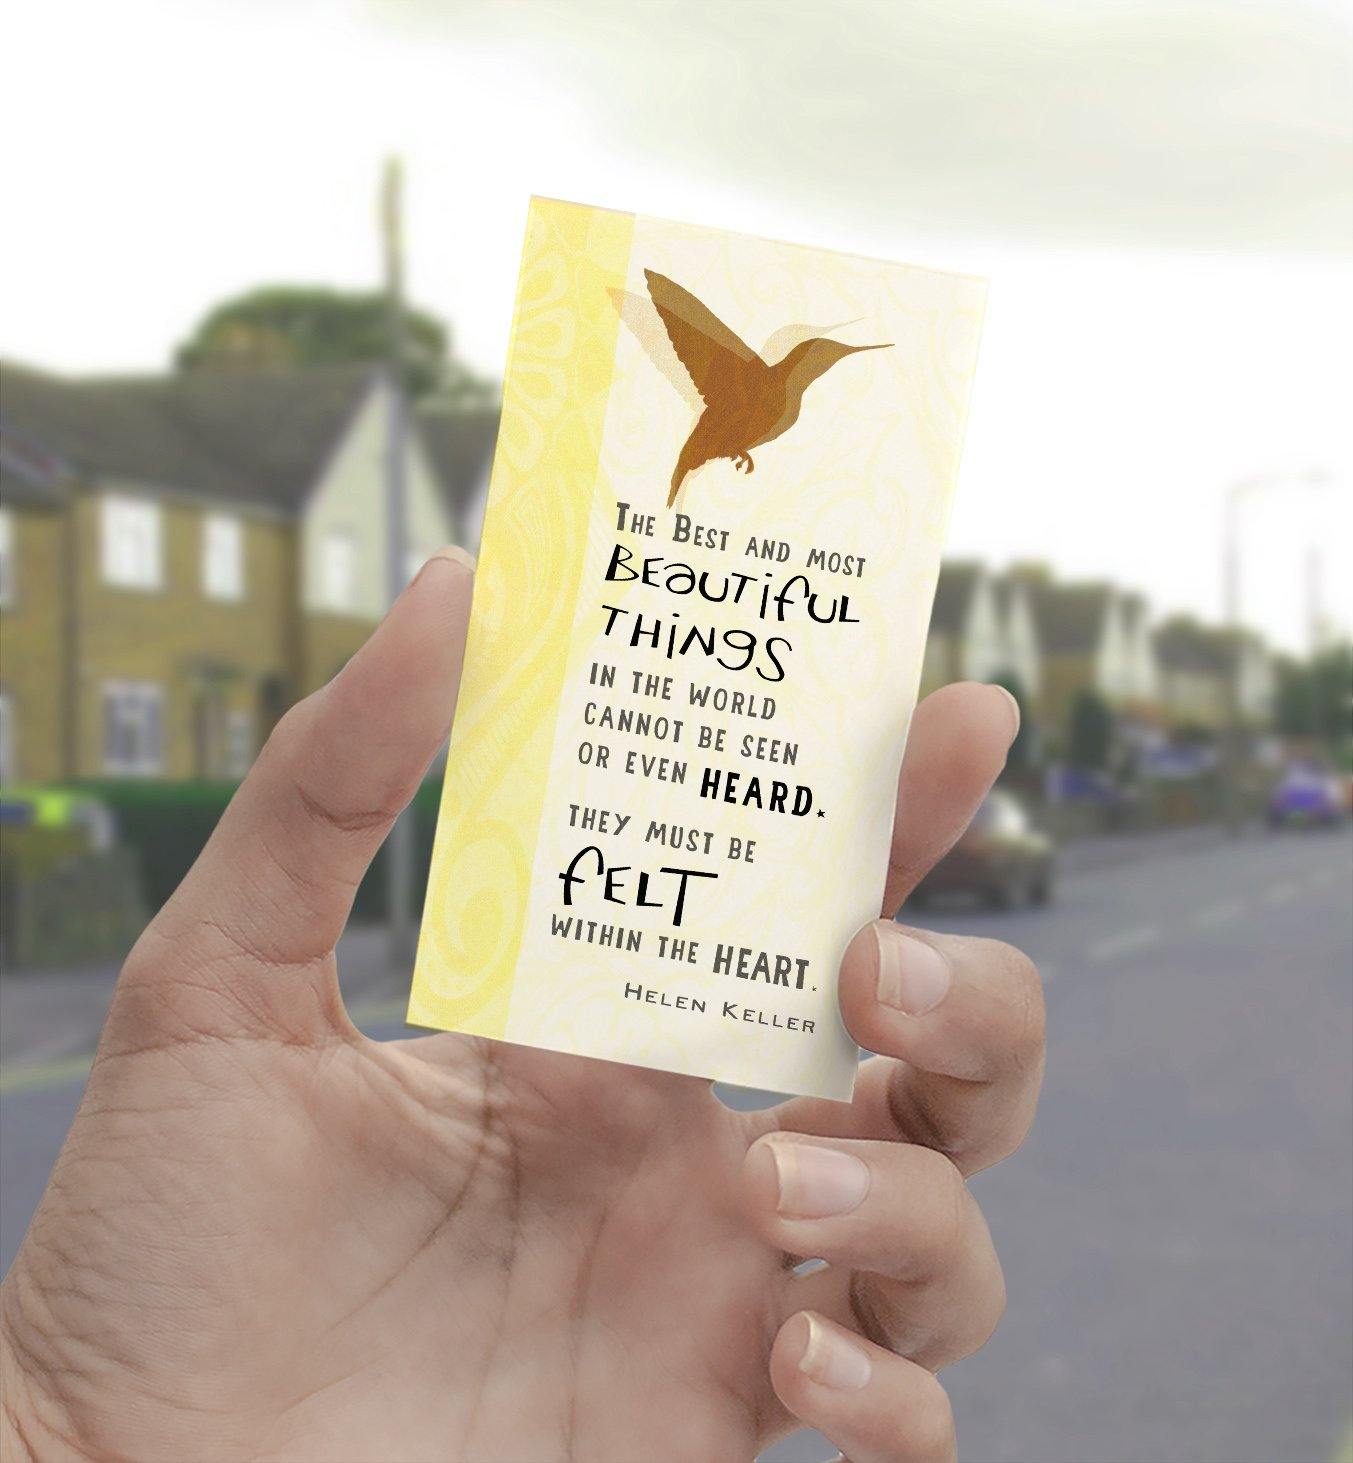 The Best and most
Beautiful
Things
in the world
cannot be seen
or even heard.
They must be
felt
within the heart.
Helen Keller